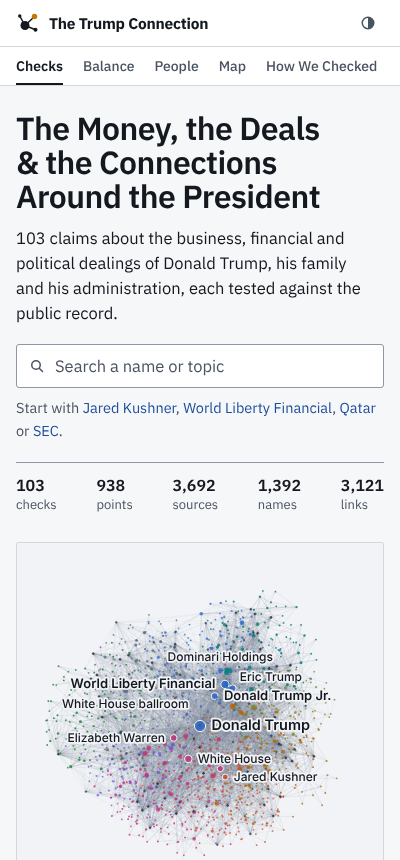 The Trump Connection
Checks Balance People Map How We Checked
The Money, the Deals
& the Connections
Around the President
103 claims about the business, financial and
political dealings of Donald Trump, his family
and his administration, each tested against the
public record.
Search a name or topic
Start with Jared Kushner, World Liberty Financial, Qatar
or SEC.
103 938 3,692 1,392 3,121
checks points sources names links
Dominari Holdings
Eric Trump
World Liberty Financial
Donald Trump Jr.
White House ballroom
Donald Trump
Elizabeth Warren
White House
Jared Kushner